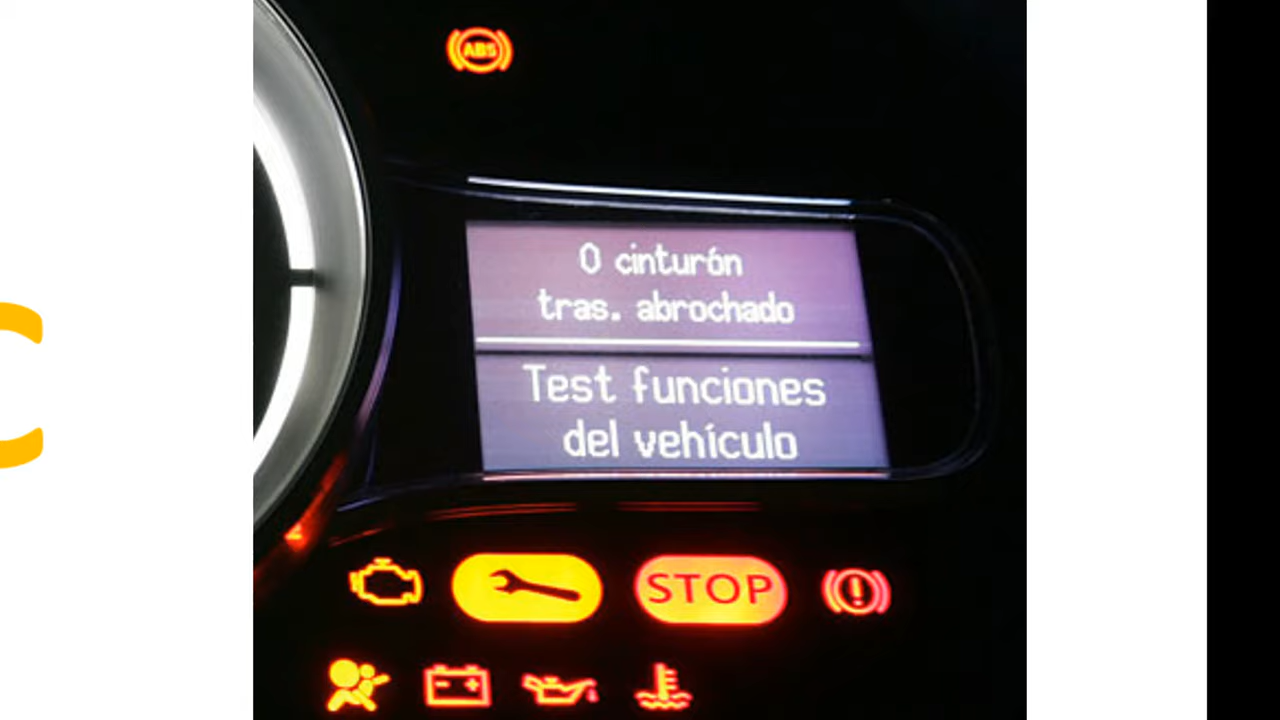 ABS
0 cinturón
tras. abrochado
Test funciones
del vehículo
STOP